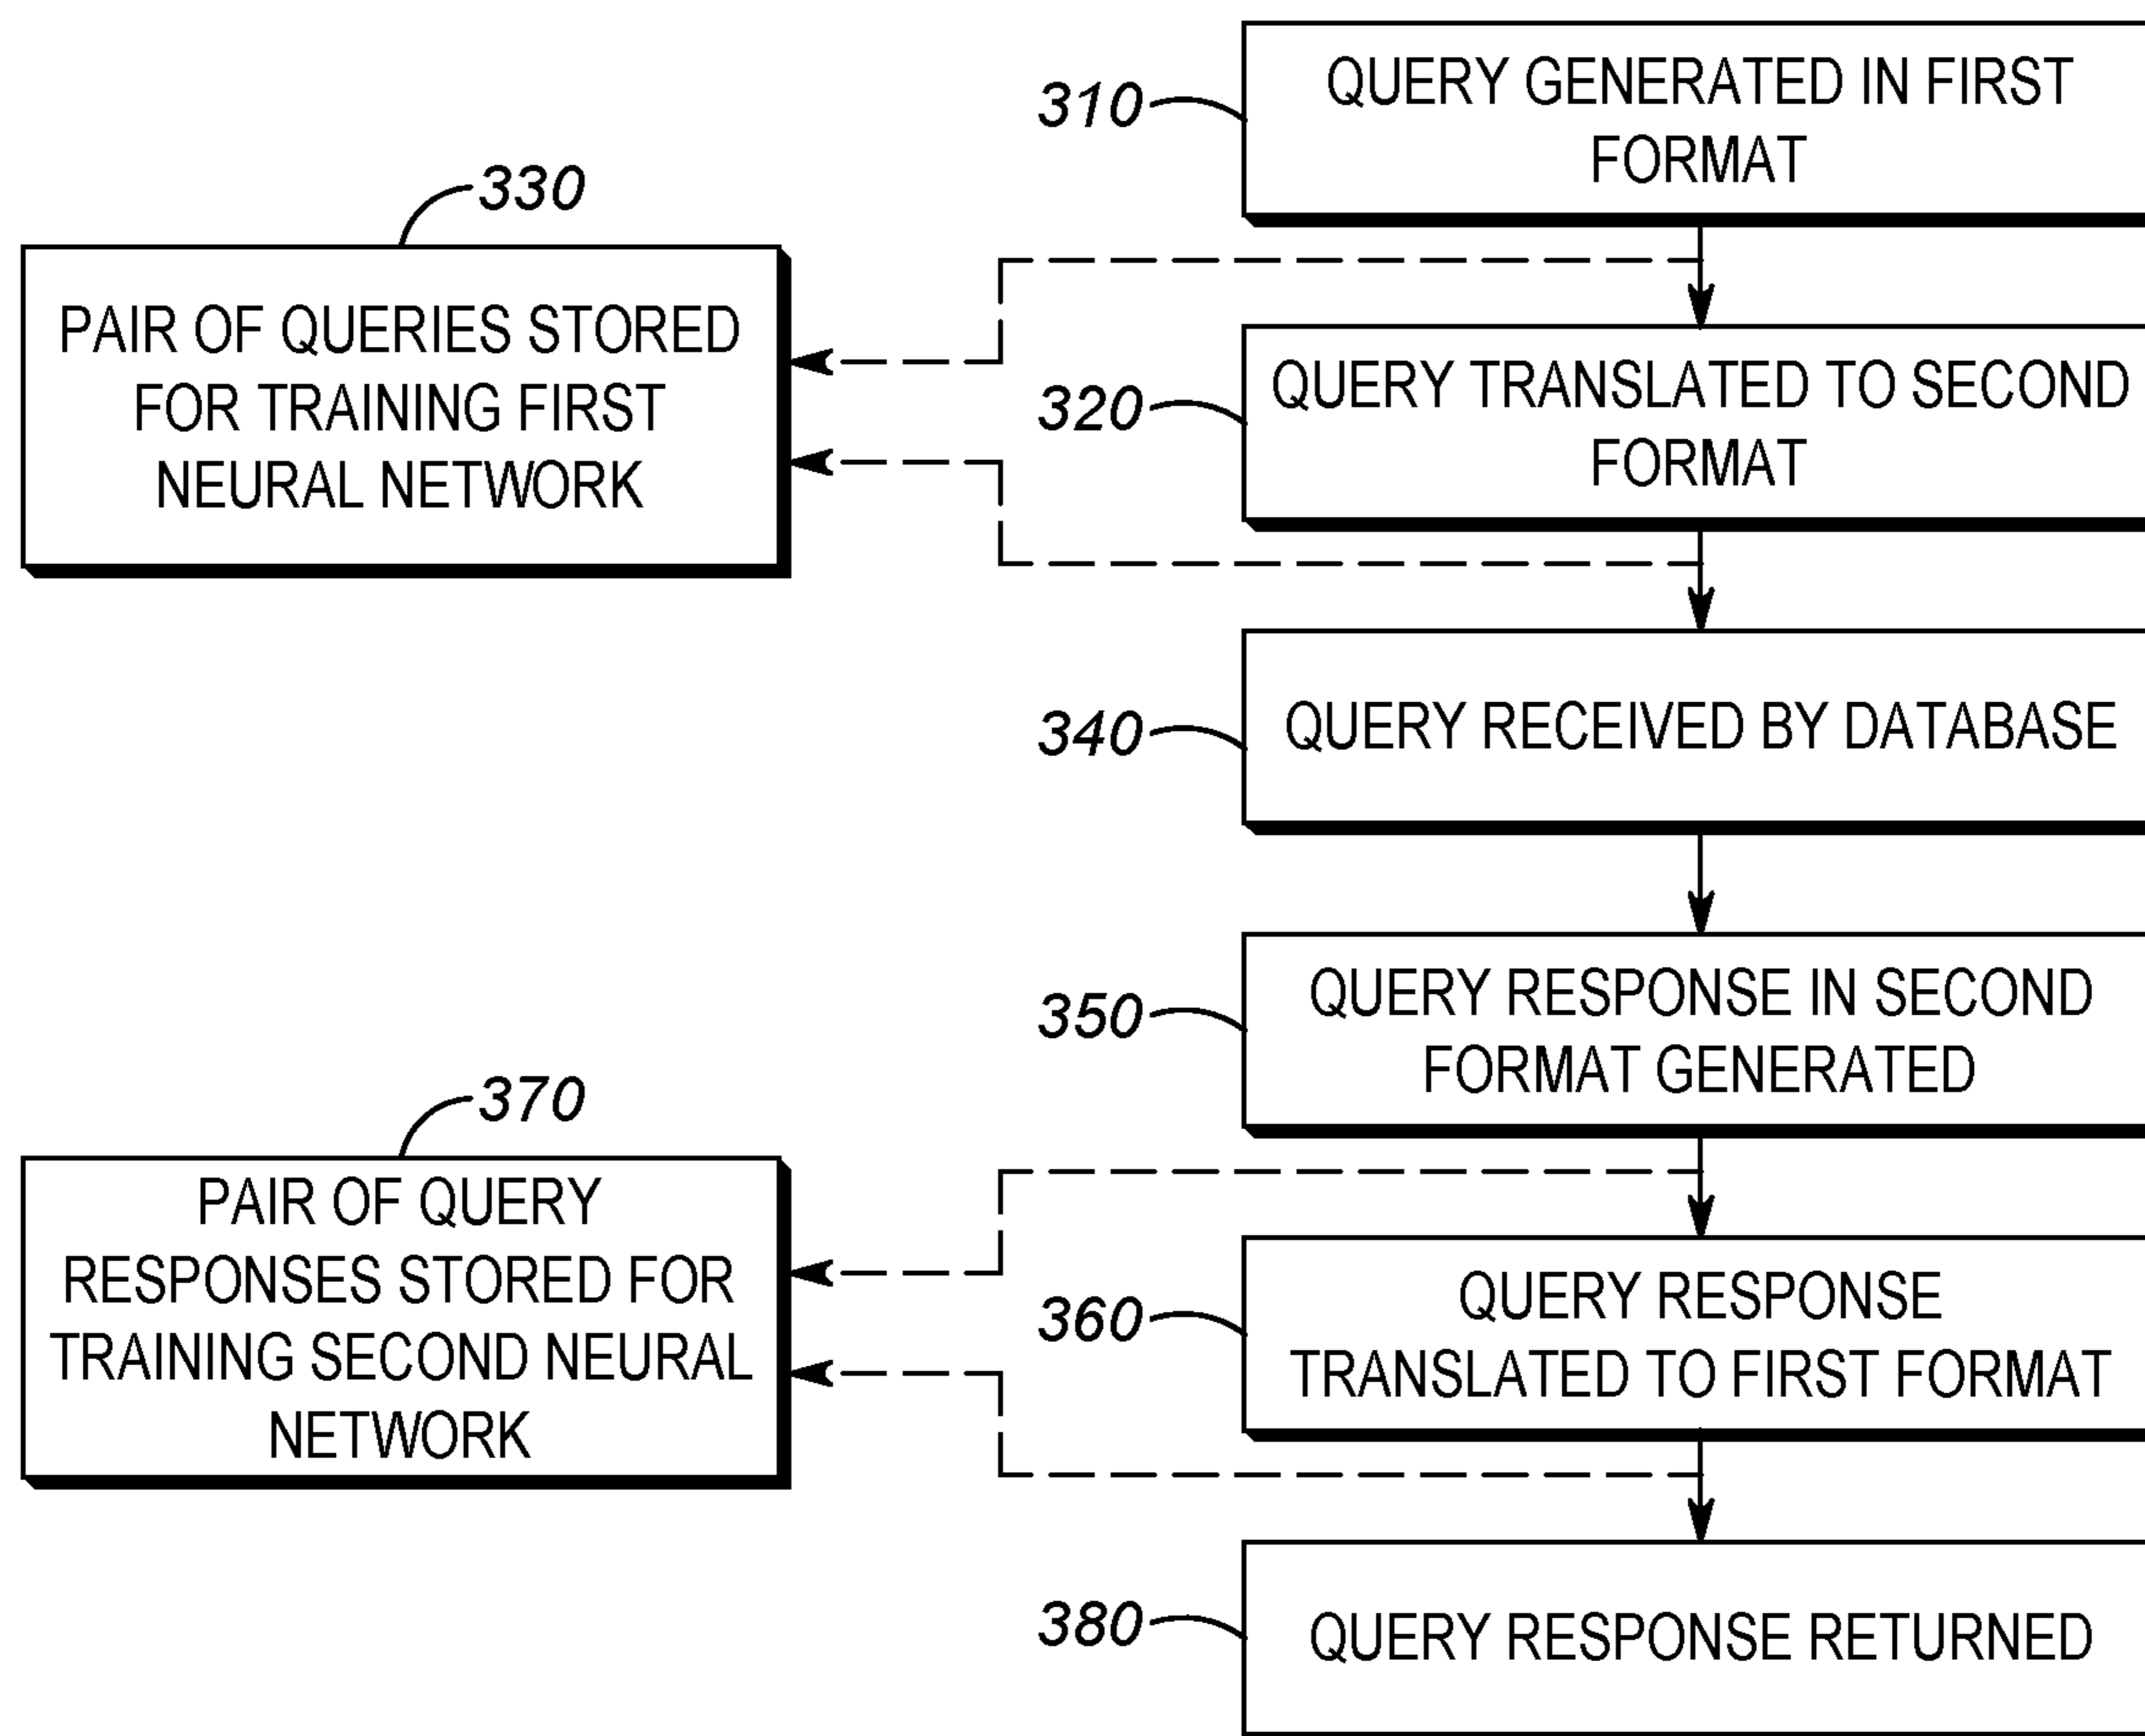 310
QUERY GENERATED IN FIRST
FORMAT
330
PAIR OF QUERIES STORED
FOR TRAINING FIRST
NEURAL NETWORK
320
QUERY TRANSLATED TO SECOND
FORMAT
340
QUERY RECEIVED BY DATABASE
350
QUERY RESPONSE IN SECOND
FORMAT GENERATED
370
PAIR OF QUERY
RESPONSES STORED FOR
TRAINING SECOND NEURAL
NETWORK
360
QUERY RESPONSE
TRANSLATED TO FIRST FORMAT
380
QUERY RESPONSE RETURNED